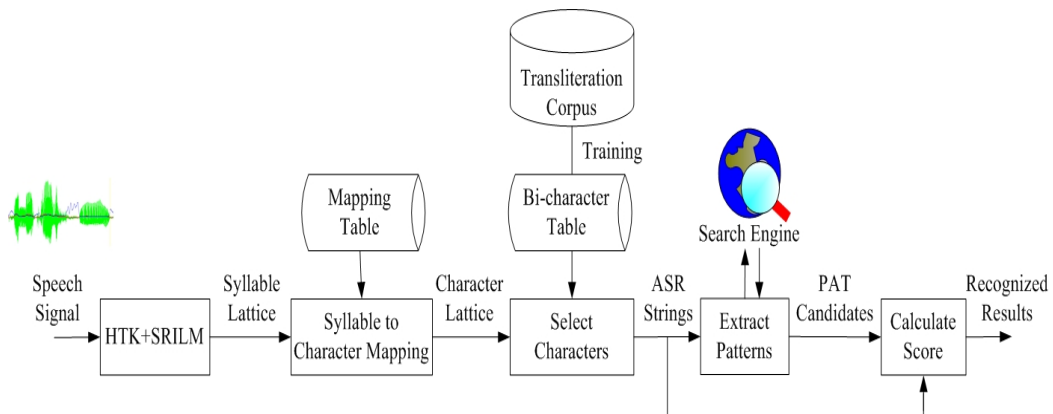 Transliteration
Corpus
Training
Mapping
Table
Bi-character
Table
Search Engine
Speech
Signal
Syllable
Lattice
Character
Lattice
ASR
Strings
PAT
Candidates
Recognized
Results
HTK+SRILM
Syllable to
Character Mapping
Select
Characters
Extract
Patterns
Calculate
Score